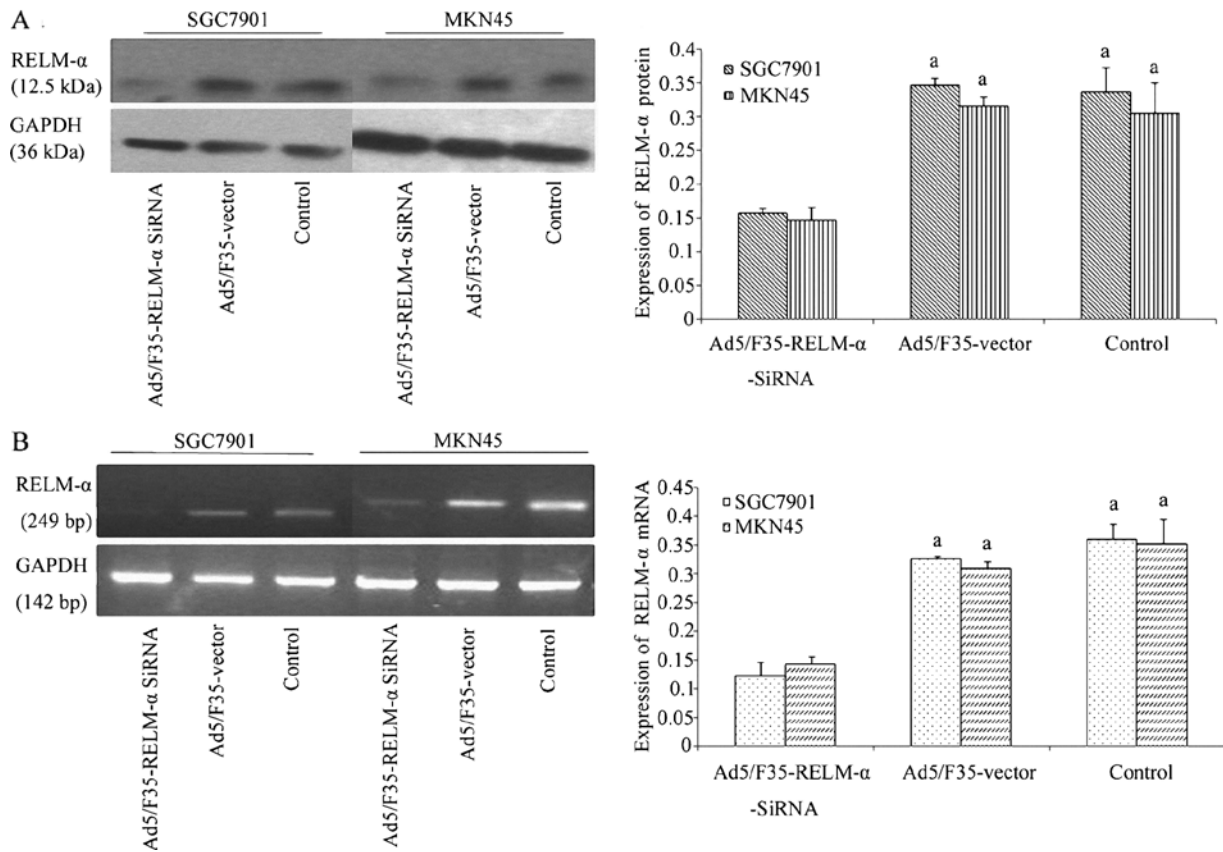 A
SGC7901 MKN45
RELM-α
(12.5 kDa)
GAPDH
(36 kDa)
Ad5/F35-RELM-α SiRNA
Ad5/F35-vector
Control
Ad5/F35-RELM-α SiRNA
Ad5/F35-vector
Control
Expression of RELM-α protein
0.4
0.35
0.3
0.25
0.2
0.15
0.1
0.05
0
SGC7901
MKN45
a a a a
Ad5/F35-RELM-α
-SiRNA
Ad5/F35-vector
Control
B
SGC7901 MKN45
RELM-α
(249 bp)
GAPDH
(142 bp)
Ad5/F35-RELM-α SiRNA
Ad5/F35-vector
Control
Ad5/F35-RELM-α SiRNA
Ad5/F35-vector
Control
Expression of RELM-α mRNA
0.45
0.4
0.35
0.3
0.25
0.2
0.15
0.1
0.05
0
SGC7901
MKN45
a a a a
Ad5/F35-RELM-α
-SiRNA
Ad5/F35-vector
Control